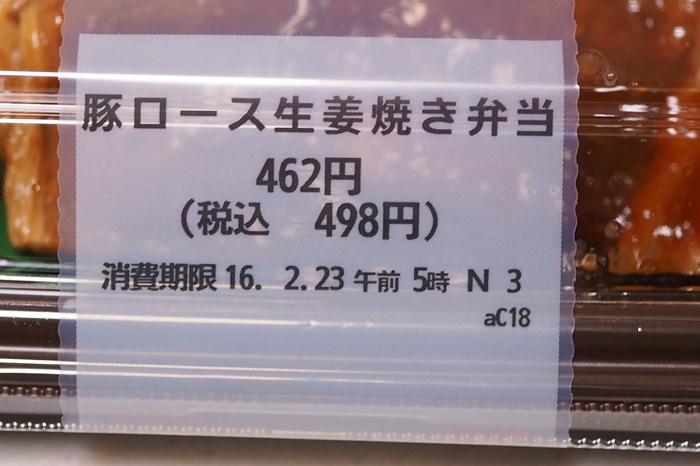 豚ロース生姜焼き弁当
462円
（税込　498円）
消費期限 16. 2.23 午前 5時 N 3
aC18